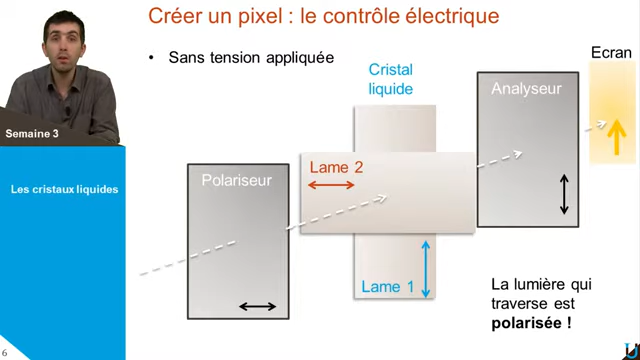 Créer un pixel : le contrôle électrique
• Sans tension appliquée
Ecran
Cristal
liquide
Analyseur
Semaine 3
Lame 2
Polariseur
Les cristaux liquides
Lame 1
La lumière qui
traverse est
polarisée !
6